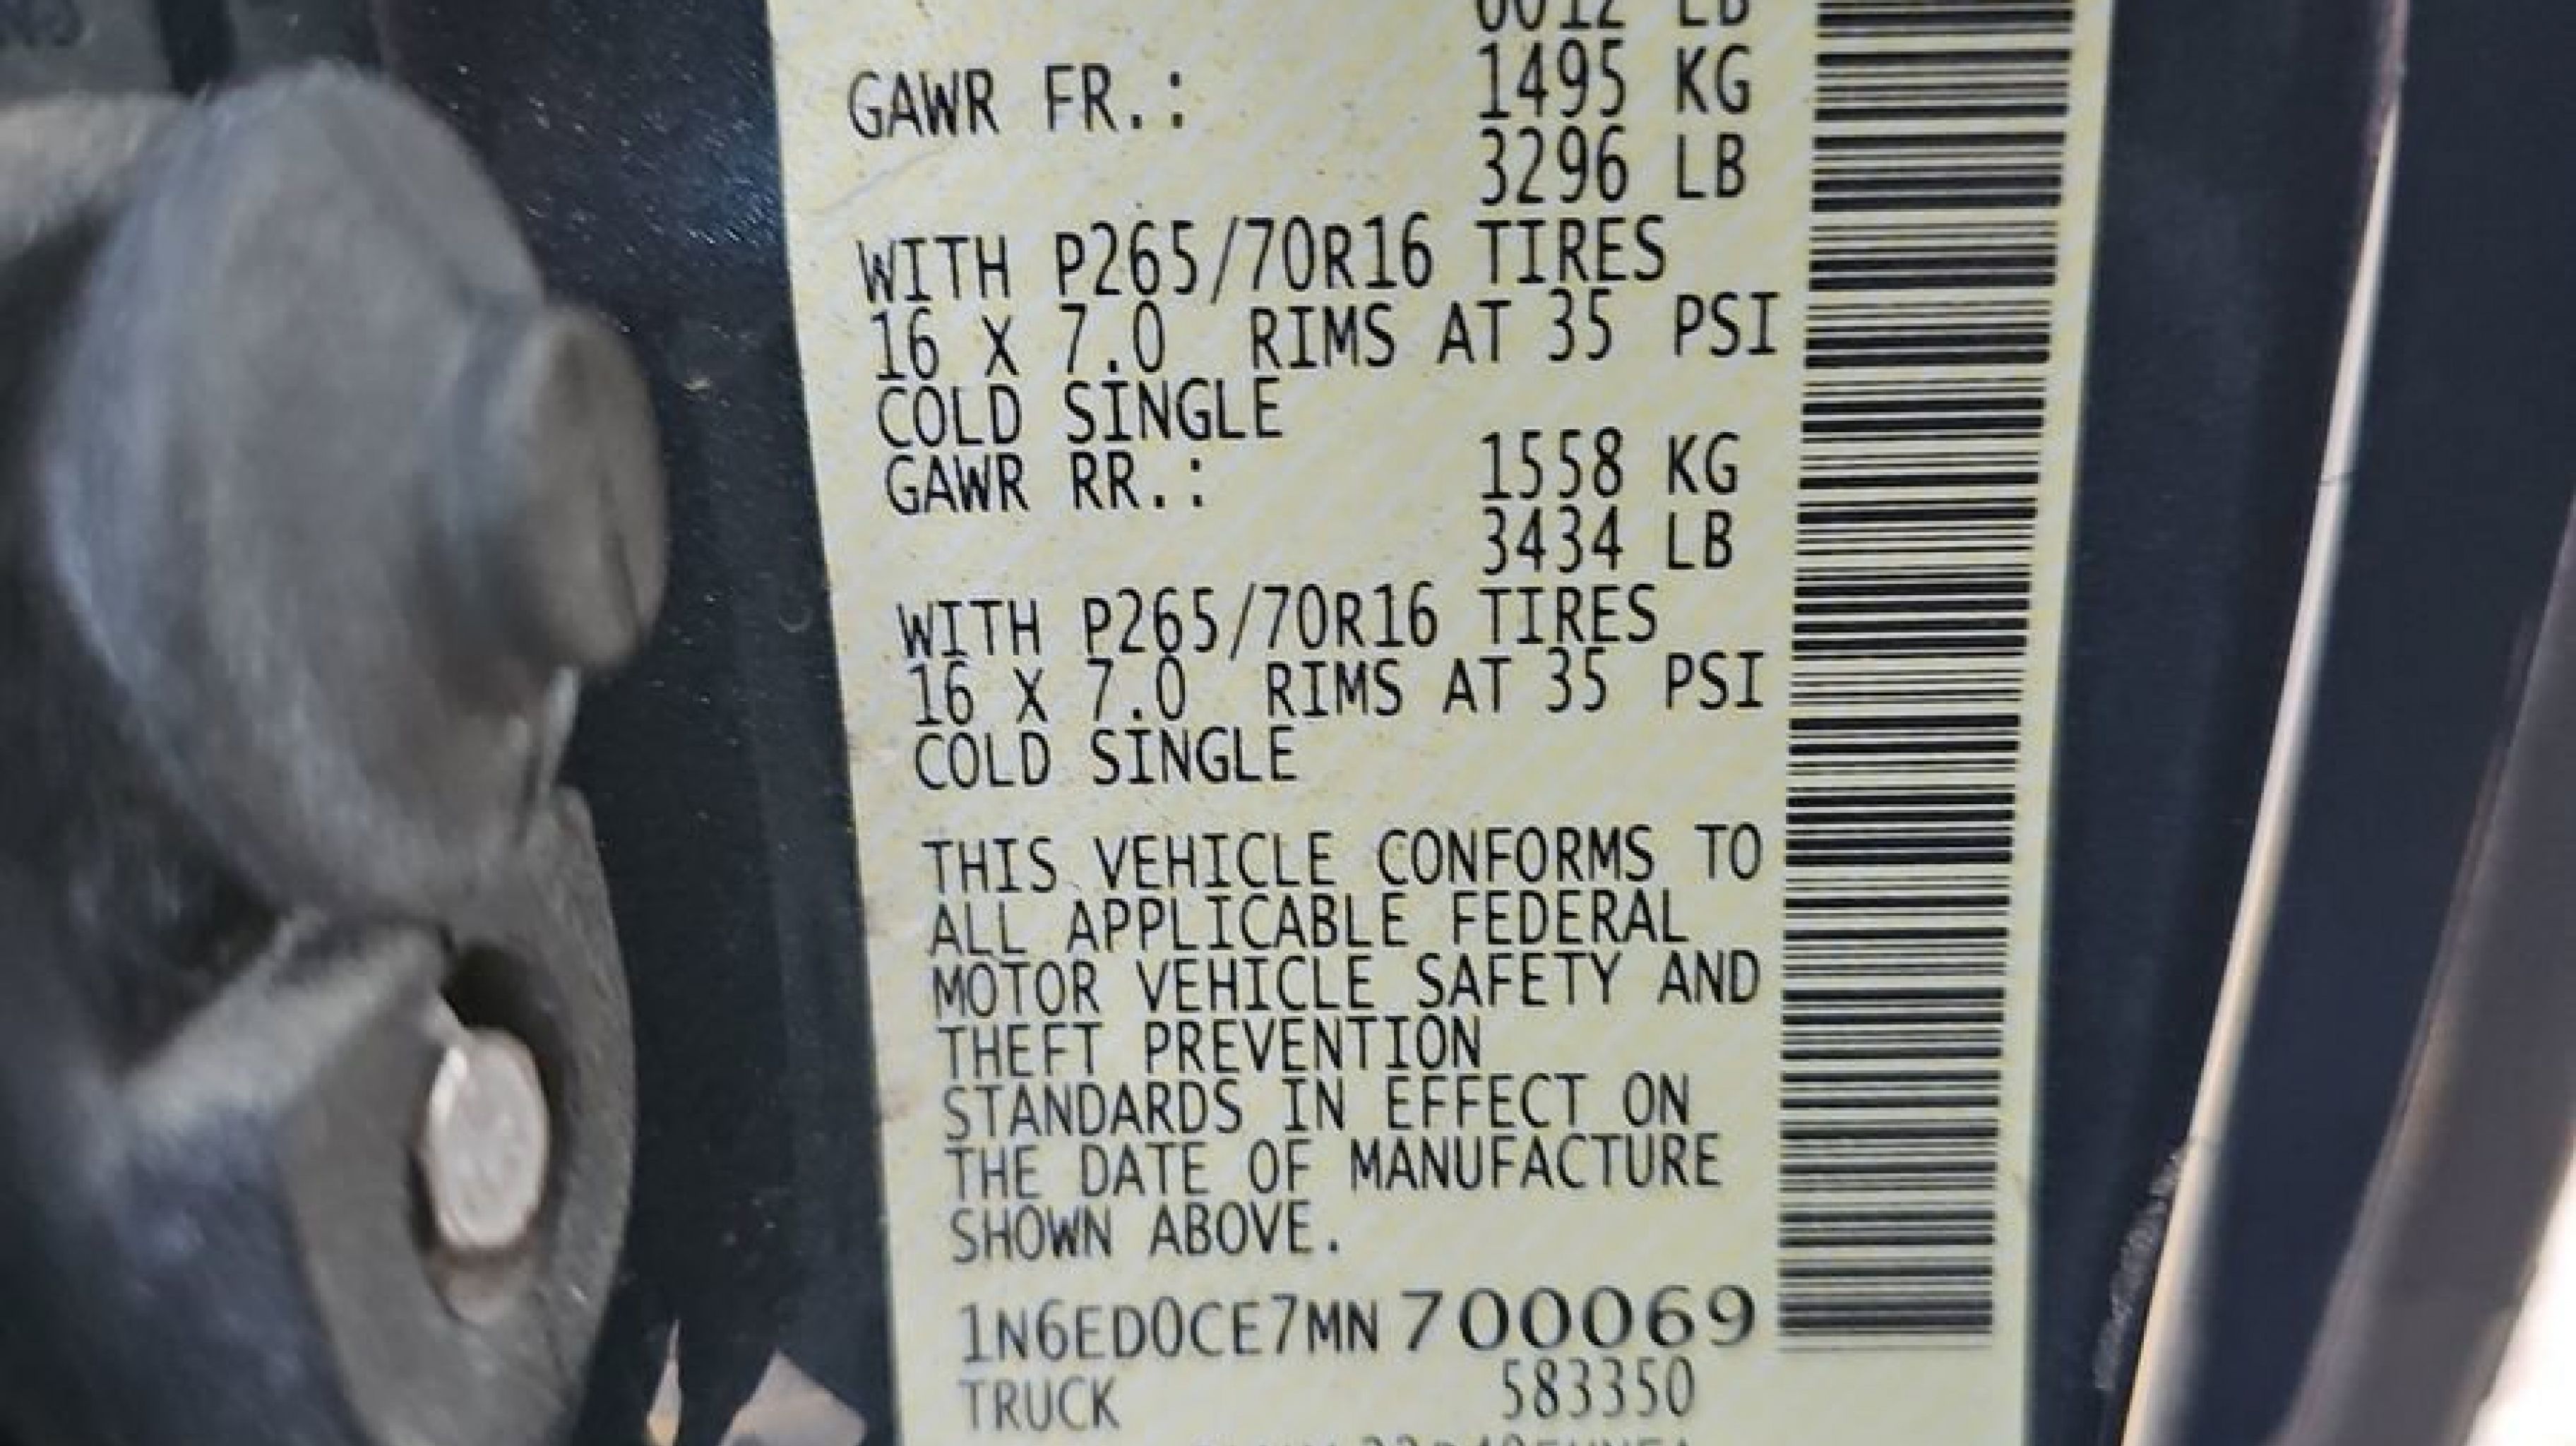 6012 LB
GAWR FR.: 1495 KG
3296 LB
WITH P265/70R16 TIRES
16 X 7.0 RIMS AT 35 PSI
COLD SINGLE
GAWR RR.: 1558 KG
3434 LB
WITH P265/70R16 TIRES
16 X 7.0 RIMS AT 35 PSI
COLD SINGLE
THIS VEHICLE CONFORMS TO
ALL APPLICABLE FEDERAL
MOTOR VEHICLE SAFETY AND
THEFT PREVENTION
STANDARDS IN EFFECT ON
THE DATE OF MANUFACTURE
SHOWN ABOVE.
1N6ED0CE7MN700069
TRUCK 583350